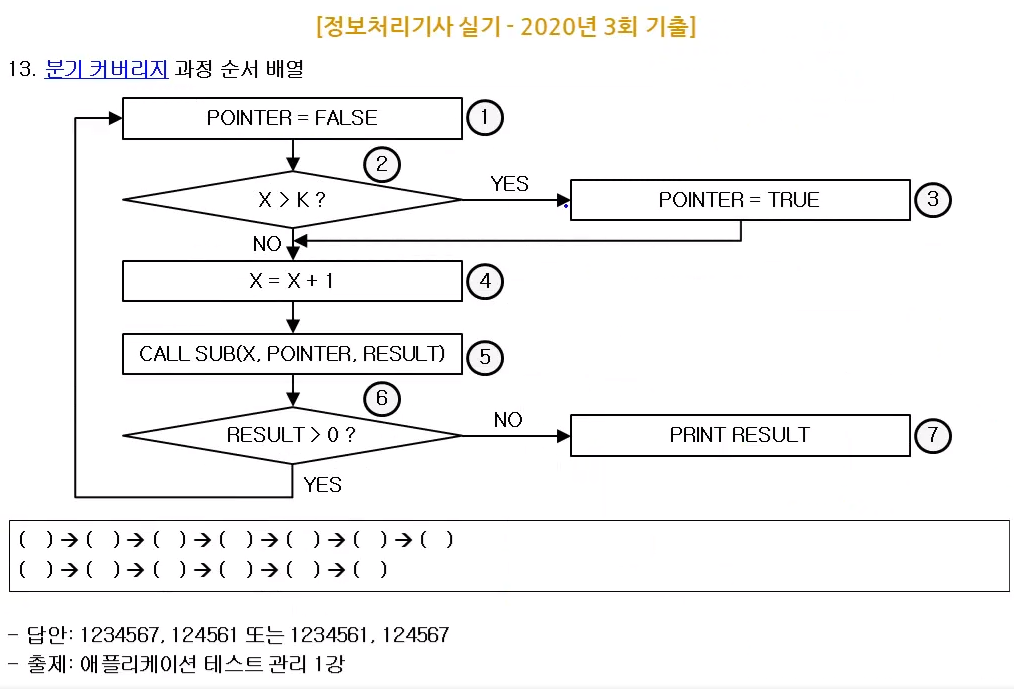 [정보처리기사 실기 - 2020년 3회 기출]
13. 분기 커버리지 과정 순서 배열
POINTER = FALSE
1
2
X > K ?
YES
POINTER = TRUE
3
NO
X = X + 1
4
CALL SUB(X, POINTER, RESULT)
5
6
RESULT > 0 ?
NO
PRINT RESULT
7
YES
( ) → ( ) → ( ) → ( ) → ( ) → ( ) → ( )
( ) → ( ) → ( ) → ( ) → ( ) → ( )
- 답안: 1234567, 124561 또는 1234561, 124567
- 출제: 애플리케이션 테스트 관리 1강